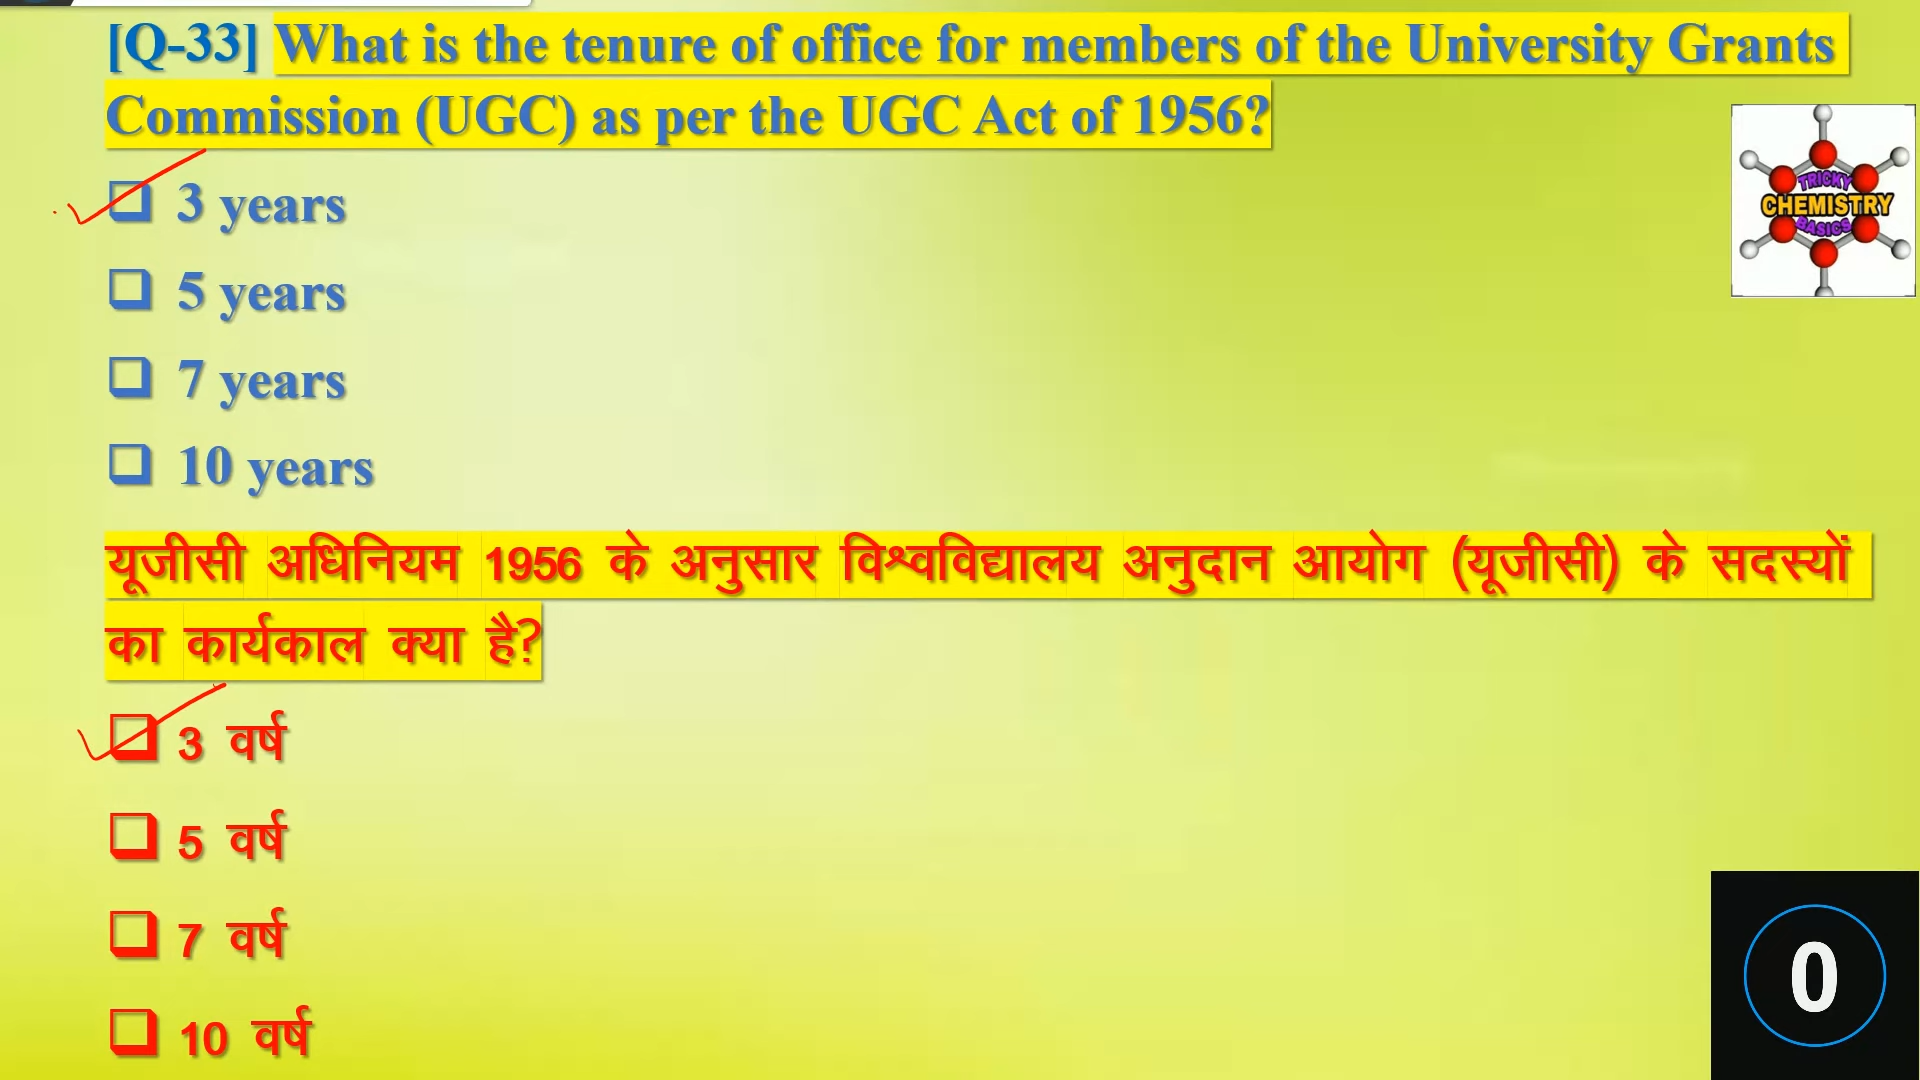 [Q-33] What is the tenure of office for members of the University Grants
Commission (UGC) as per the UGC Act of 1956?
3 years
5 years
7 years
10 years
यूजीसी अधिनियम 1956 के अनुसार विश्वविद्यालय अनुदान आयोग (यूजीसी) के सदस्यों
का कार्यकाल क्या है?
3 वर्ष
5 वर्ष
7 वर्ष
10 वर्ष
TRICKY
CHEMISTRY
BASICS
0